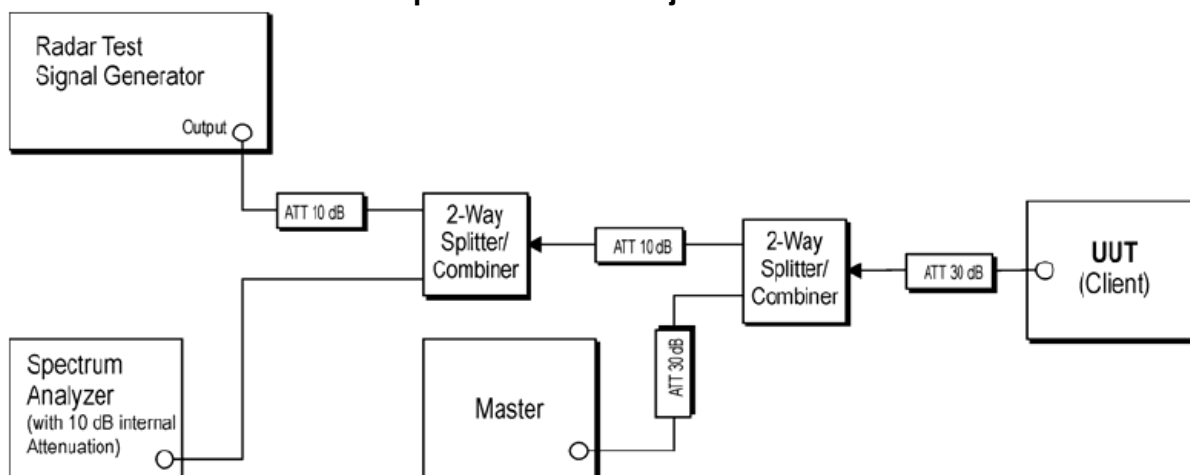 Radar Test
Signal Generator
Output
ATT 10 dB
2-Way
Splitter/
Combiner
ATT 10 dB
2-Way
Splitter/
Combiner
ATT 30 dB
UUT
(Client)
ATT 30 dB
Spectrum
Analyzer
(with 10 dB internal
Attenuation)
Master